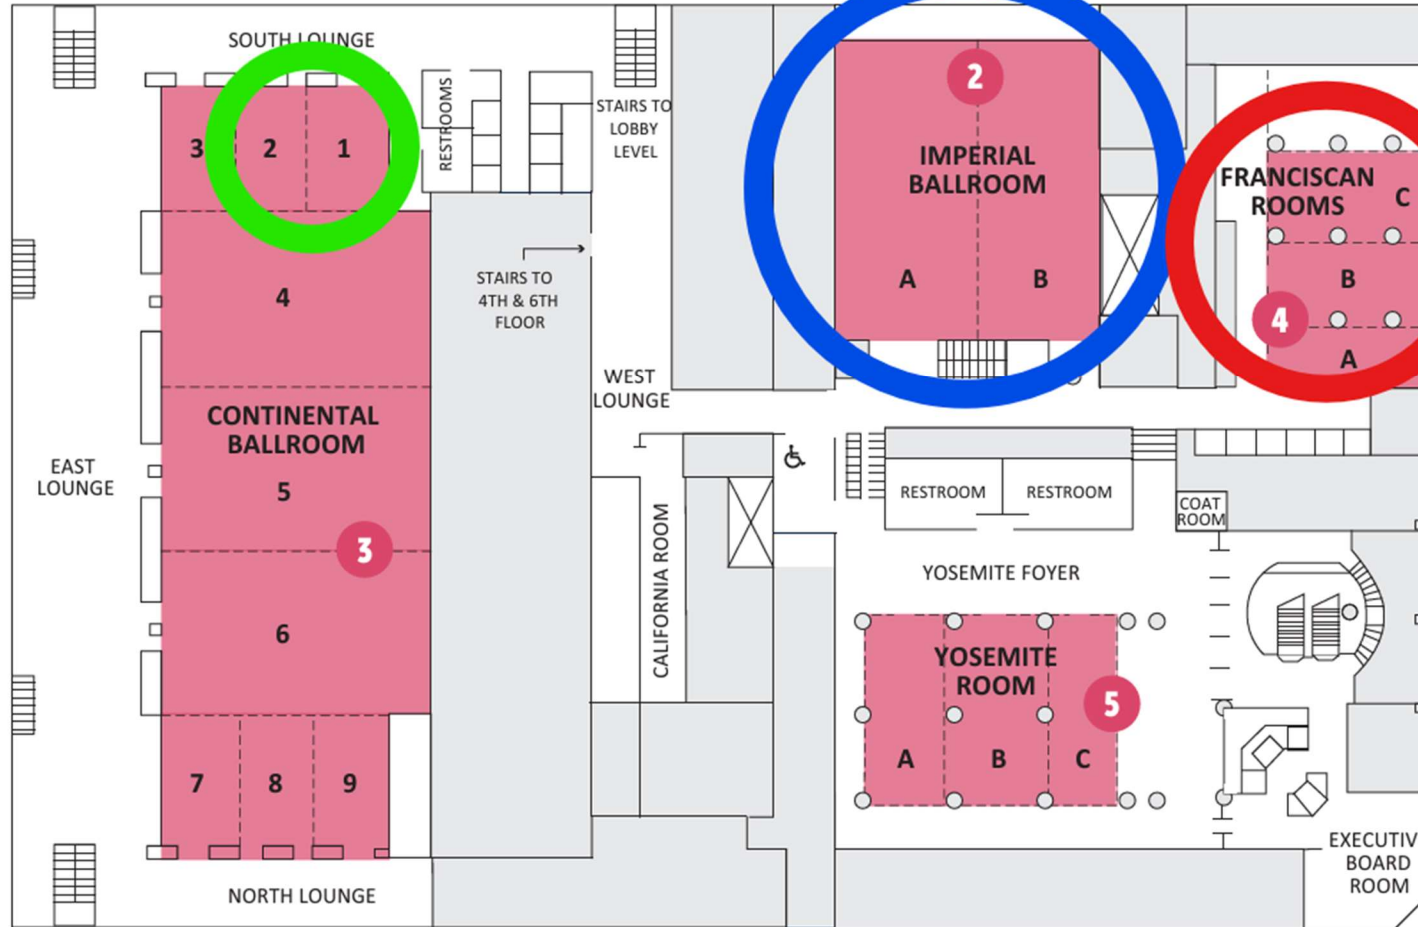 SOUTH LOUNGE
3
2
1
RESTROOMS
STAIRS TO
LOBBY
LEVEL
4
STAIRS TO
4TH & 6TH
FLOOR
CONTINENTAL
BALLROOM
EAST
LOUNGE
5
3
6
7
8
9
NORTH LOUNGE
WEST
LOUNGE
CALIFORNIA ROOM
2
IMPERIAL
BALLROOM
A
B
FRANCISCAN
ROOMS
C
B
4
A
RESTROOM
RESTROOM
COAT
ROOM
YOSEMITE FOYER
YOSEMITE
ROOM
5
A
B
C
EXECUTIV
BOARD
ROOM